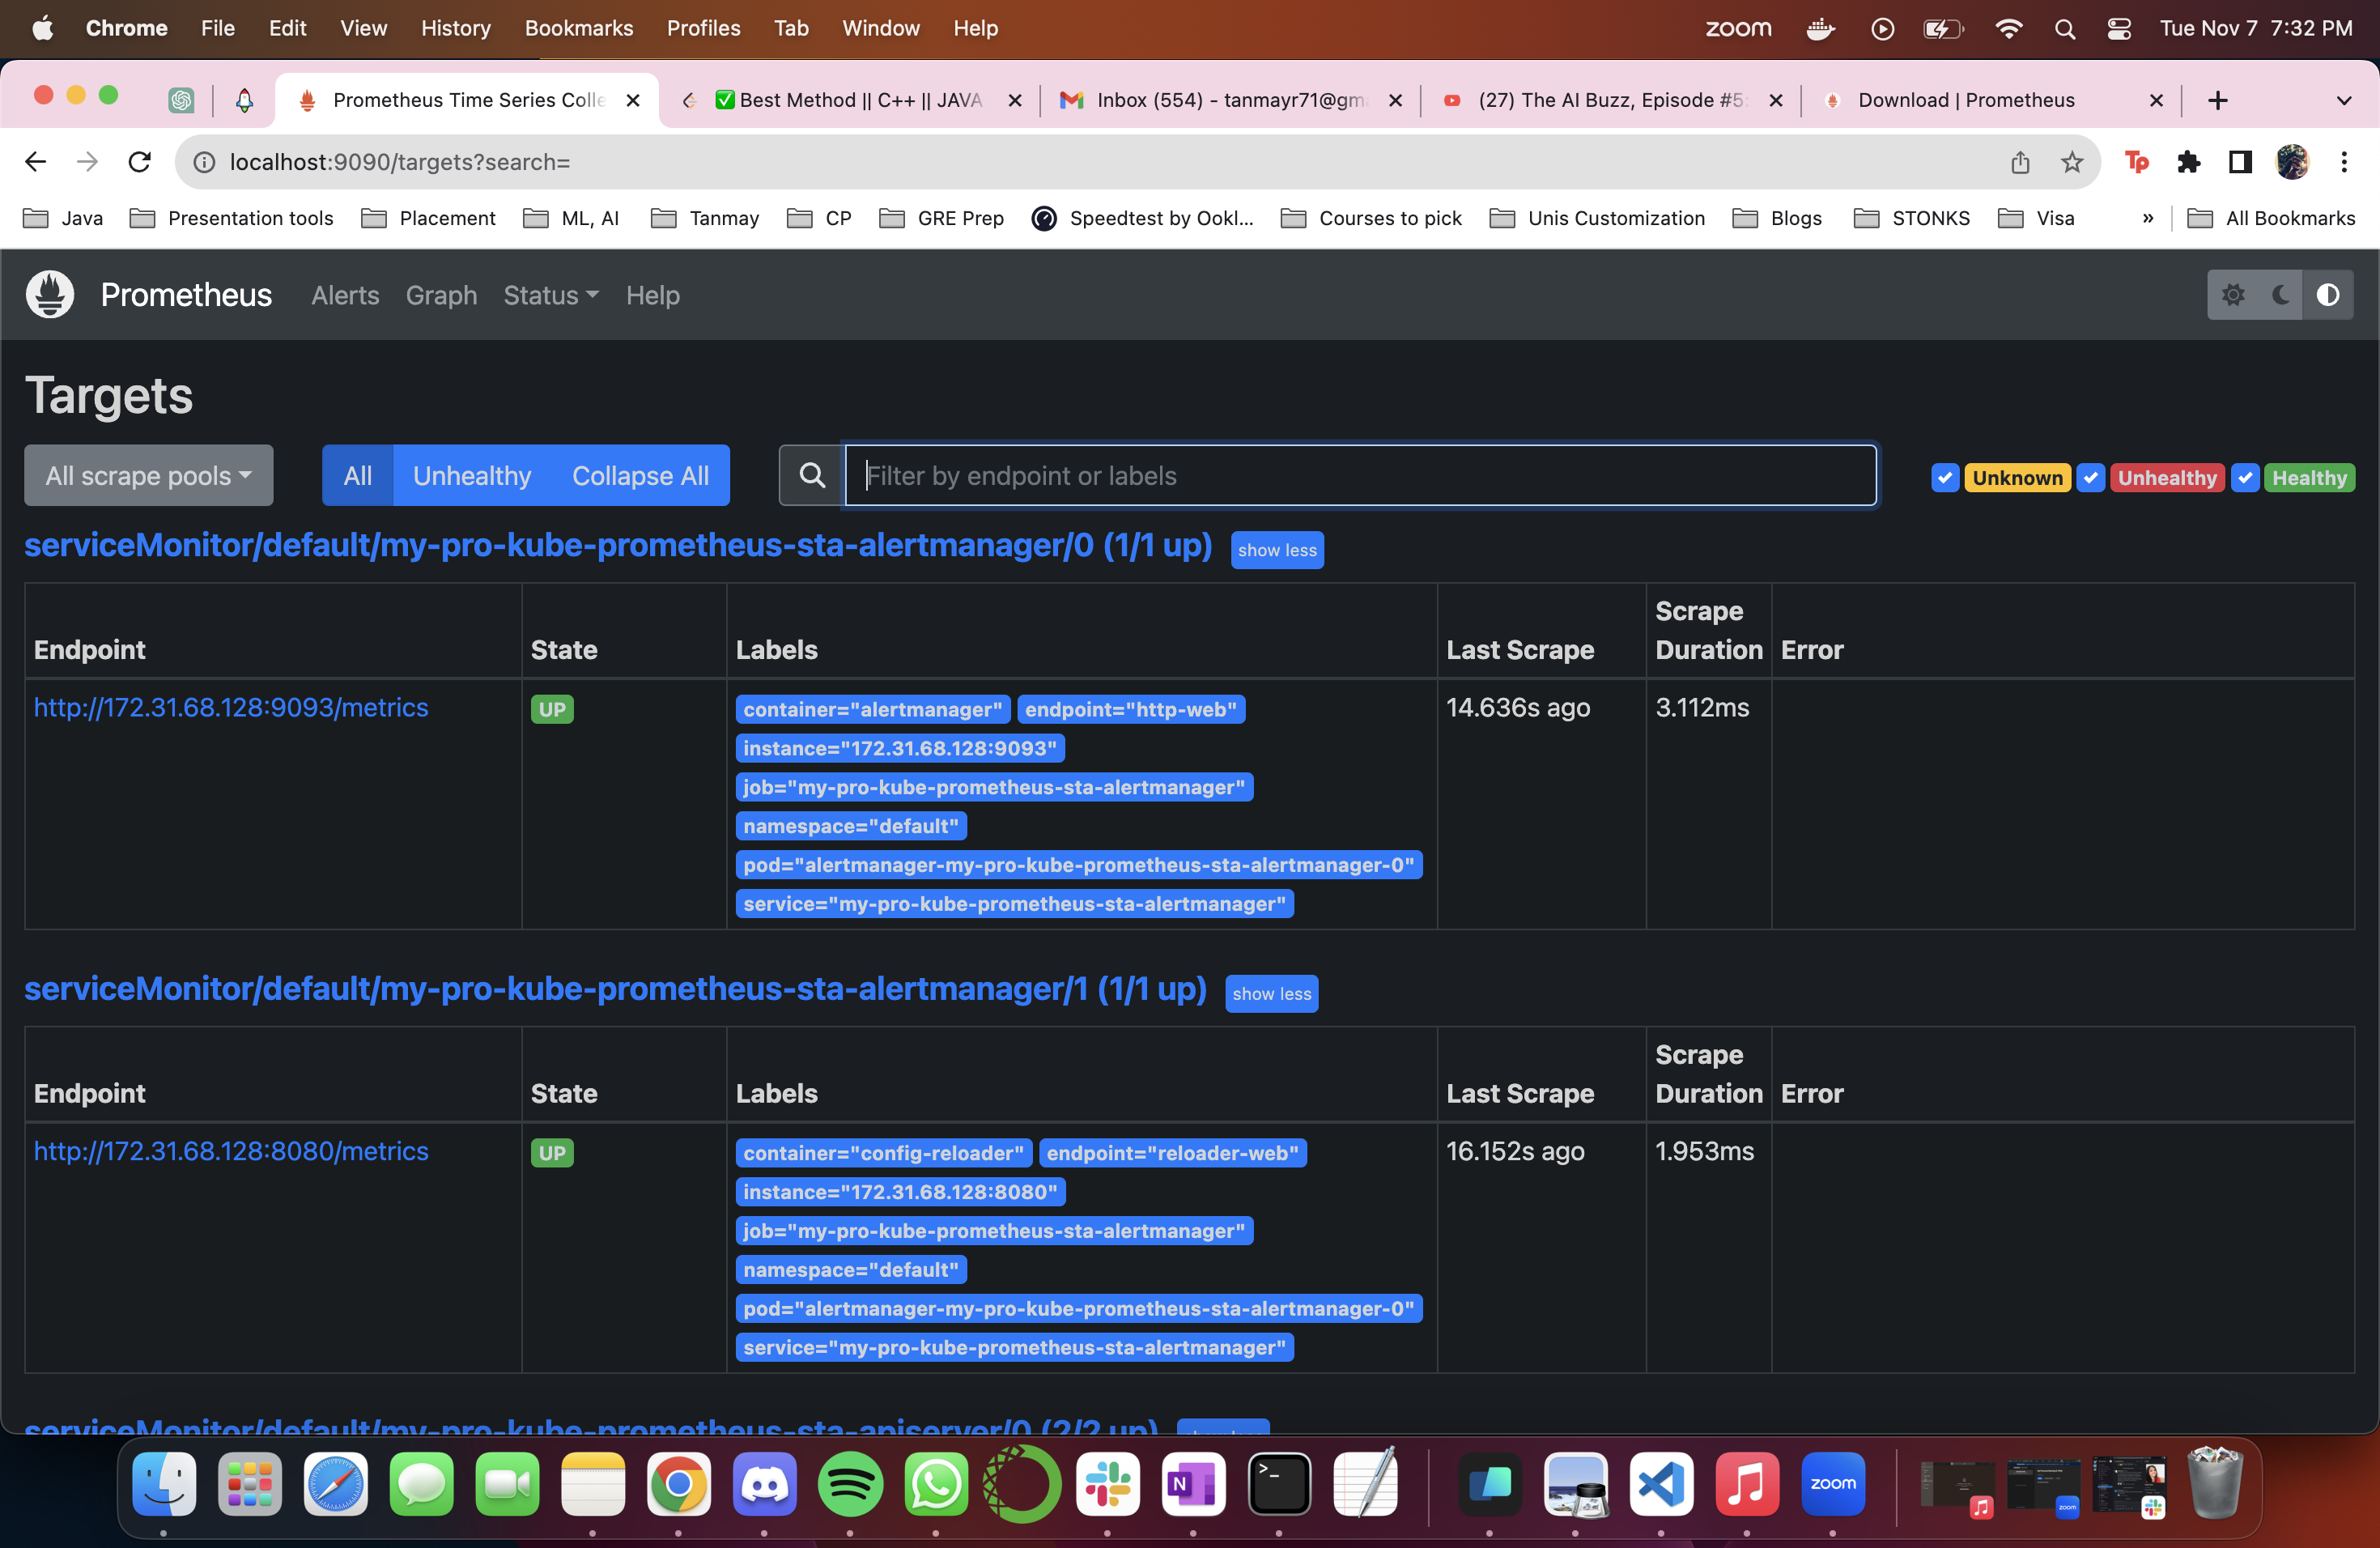 Chrome File Edit View History Bookmarks Profiles Tab Window Help zoom Tue Nov 7 7:32 PM
Prometheus Time Series Colle ✅ Best Method || C++ || JAVA Inbox (554) - tanmayr71@gm (27) The AI Buzz, Episode #5: Download | Prometheus
localhost:9090/targets?search=
Java Presentation tools Placement ML, AI Tanmay CP GRE Prep Speedtest by Ookl... Courses to pick Unis Customization Blogs STONKS Visa » All Bookmarks
Prometheus Alerts Graph Status Help
Targets
All scrape pools All Unhealthy Collapse All Filter by endpoint or labels Unknown Unhealthy Healthy
serviceMonitor/default/my-pro-kube-prometheus-sta-alertmanager/0 (1/1 up) show less
Endpoint State Labels Last Scrape Scrape Duration Error
http://172.31.68.128:9093/metrics UP container="alertmanager" endpoint="http-web" 14.636s ago 3.112ms
instance="172.31.68.128:9093"
job="my-pro-kube-prometheus-sta-alertmanager"
namespace="default"
pod="alertmanager-my-pro-kube-prometheus-sta-alertmanager-0"
service="my-pro-kube-prometheus-sta-alertmanager"
serviceMonitor/default/my-pro-kube-prometheus-sta-alertmanager/1 (1/1 up) show less
Endpoint State Labels Last Scrape Scrape Duration Error
http://172.31.68.128:8080/metrics UP container="config-reloader" endpoint="reloader-web" 16.152s ago 1.953ms
instance="172.31.68.128:8080"
job="my-pro-kube-prometheus-sta-alertmanager"
namespace="default"
pod="alertmanager-my-pro-kube-prometheus-sta-alertmanager-0"
service="my-pro-kube-prometheus-sta-alertmanager"
serviceMonitor/default/my-pro-kube-prometheus-sta-apiserver/0 (2/2 up)
zoom